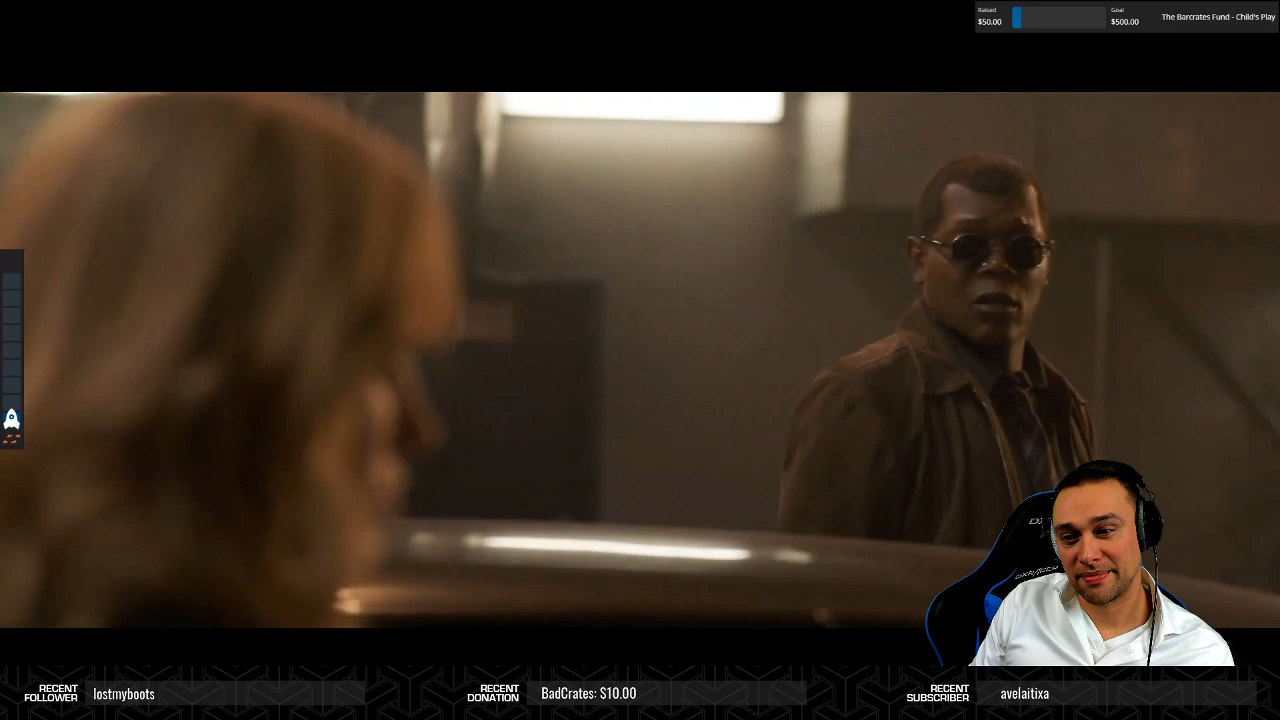 Raised
$50.00
Goal
$500.00
The Barcrates Fund - Child's Play
DXRACER
RECENT
FOLLOWER
lostmyboots
RECENT
DONATION
BadCrates: $10.00
RECENT
SUBSCRIBER
avelaitixa